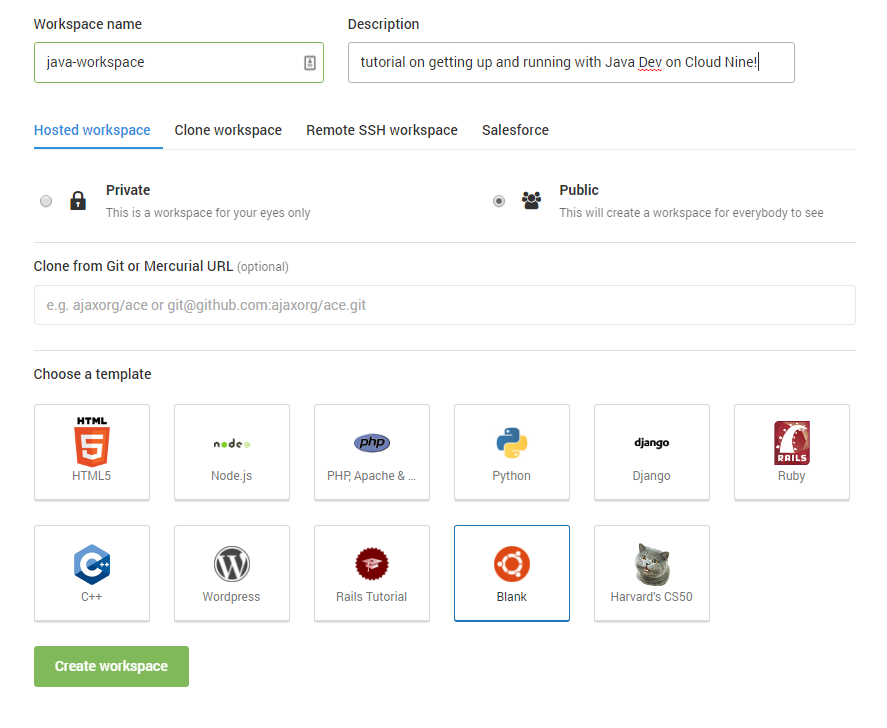 Workspace name
Description
java-workspace
tutorial on getting up and running with Java Dev on Cloud Nine!
Hosted workspace Clone workspace Remote SSH workspace Salesforce
Private
This is a workspace for your eyes only
Public
This will create a workspace for everybody to see
Clone from Git or Mercurial URL (optional)
e.g. ajaxorg/ace or git@github.com:ajaxorg/ace.git
Choose a template
HTML
5
HTML5
node
Node.js
php
PHP, Apache & ...
Python
django
Django
RAILS
Ruby
C++
C++
W
Wordpress
Rails Tutorial
Blank
Harvard's CS50
Create workspace